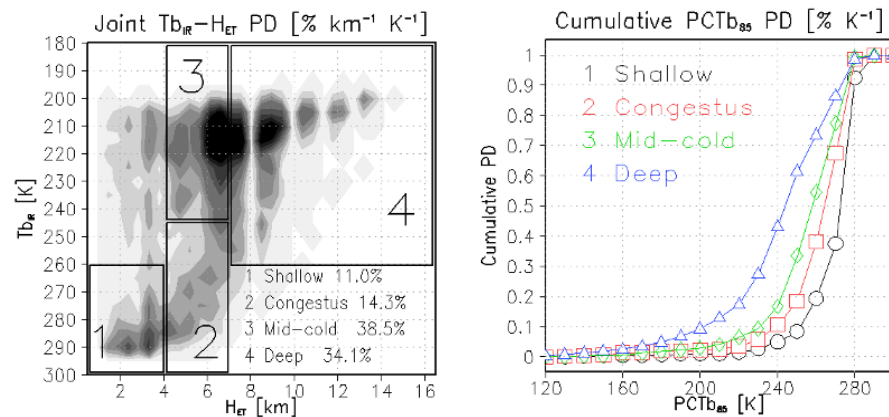 Joint Tb_IR−H_ET PD [% km⁻¹ K⁻¹]
180
190
200
210
220
230
240
250
260
270
280
290
300
Tb_IR [K]
3
4
1
2
1 Shallow 11.0%
2 Congestus 14.3%
3 Mid−cold 38.5%
4 Deep 34.1%
2 4 6 8 10 12 14 16
H_ET [km]
Cumulative PCTb₈₅ PD [% K⁻¹]
1
0.9
0.8
0.7
0.6
0.5
0.4
0.3
0.2
0.1
0
Cumulative PD
1 Shallow
2 Congestus
3 Mid−cold
4 Deep
120 160 200 240 280
PCTb₈₅ [K]